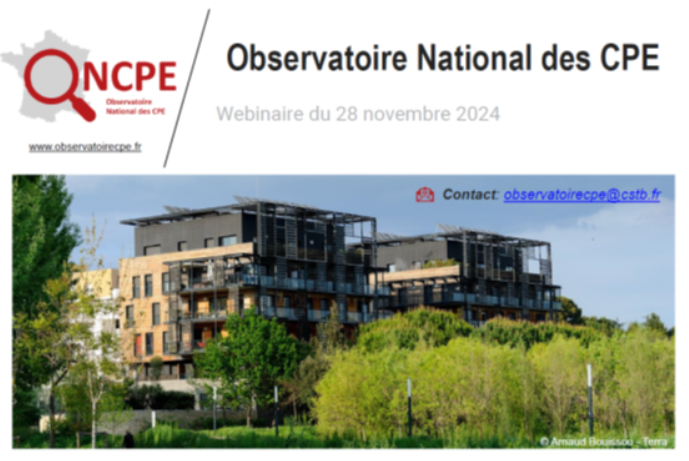 ONCPE
Observatoire
National des CPE
www.observatoirecpe.fr
Observatoire National des CPE
Webinaire du 28 novembre 2024
Contact: observatoirecpe@cstb.fr
© Arnaud Bouissou - Terra